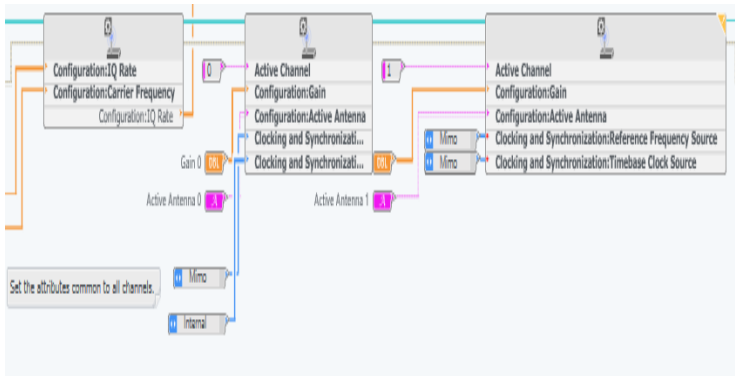 Configuration:IQ Rate
Configuration:Carrier Frequency
Configuration:IQ Rate
0
Active Channel
Configuration:Gain
Configuration:Active Antenna
Clocking and Synchronizati...
Clocking and Synchronizati...
Gain 0
DBL
Active Antenna 0
Mimo
Internal
1
Active Channel
Configuration:Gain
Configuration:Active Antenna
Clocking and Synchronization:Reference Frequency Source
Clocking and Synchronization:Timebase Clock Source
DBL
Active Antenna 1
Mimo
Mimo
Set the attributes common to all channels.